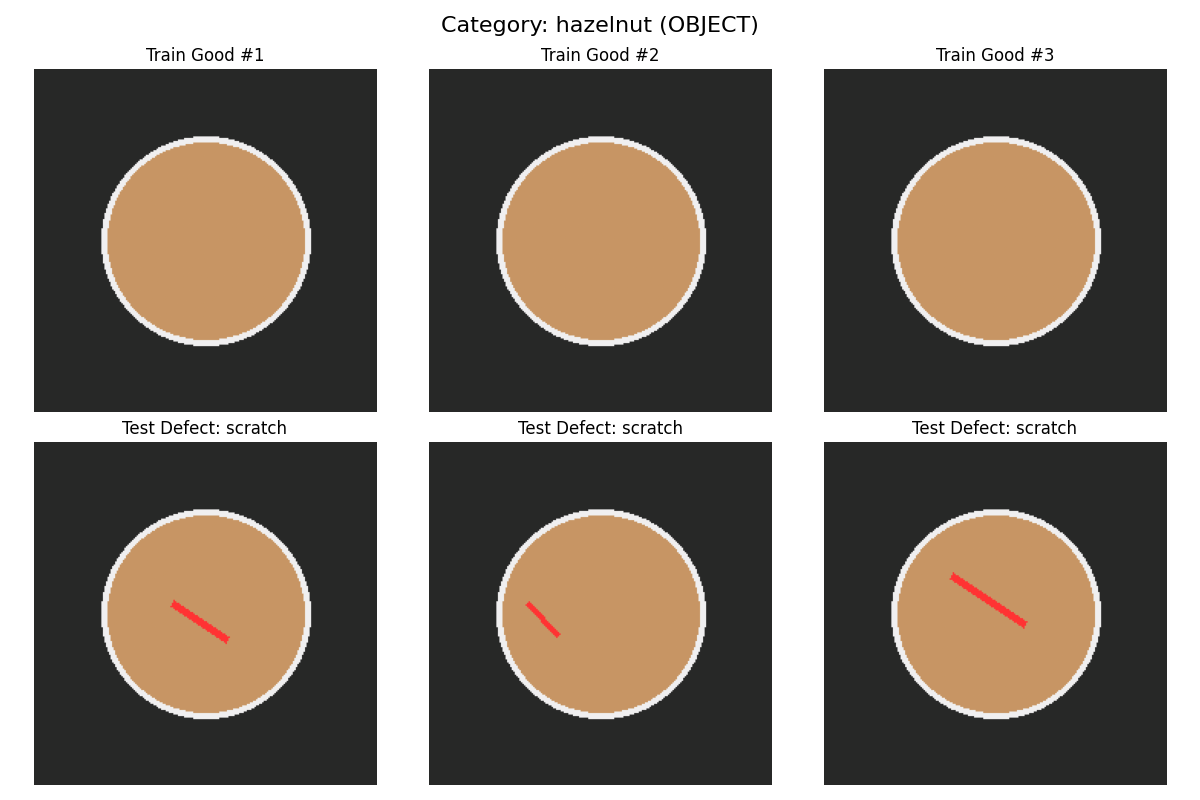 Category: hazelnut (OBJECT)
Train Good #1
Train Good #2
Train Good #3
Test Defect: scratch
Test Defect: scratch
Test Defect: scratch